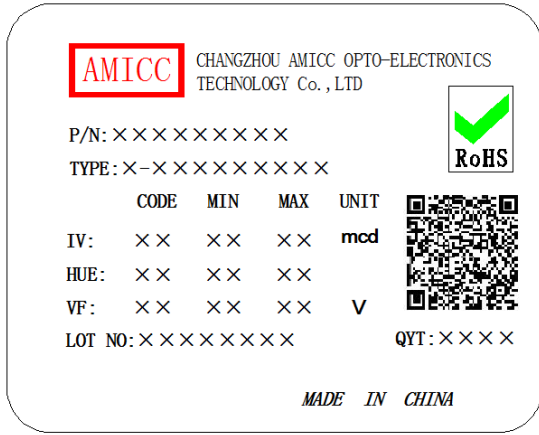 AMICC
CHANGZHOU AMICC OPTO-ELECTRONICS
TECHNOLOGY Co.,LTD
RoHS
P/N:×××××××××
TYPE:×-×××××××××
CODE MIN MAX UNIT
IV: ×× ×× ×× mcd
HUE: ×× ×× ××
VF: ×× ×× ×× V
LOT NO:×××××××× QYT:××××
MADE IN CHINA